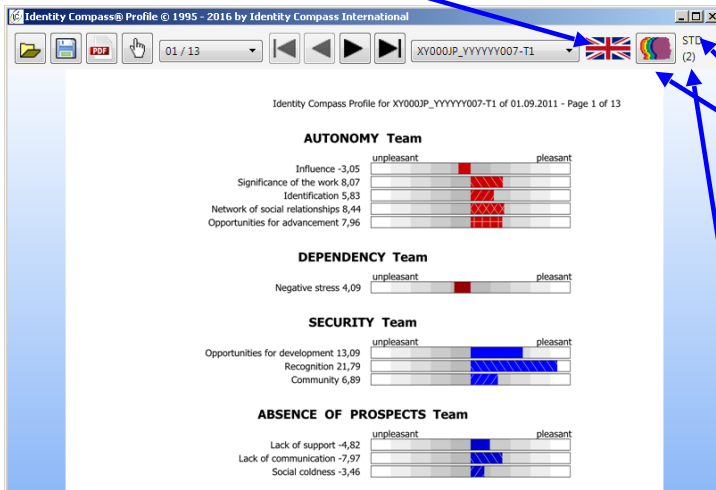 Identity Compass® Profile © 1995 - 2016 by Identity Compass International
PDF
01 / 13
XY000JP_YYYYYY007-T1
STD
(2)
Identity Compass Profile for XY000JP_YYYYYY007-T1 of 01.09.2011 - Page 1 of 13
AUTONOMY Team
unpleasant pleasant
Influence -3,05
Significance of the work 8,07
Identification 5,83
Network of social relationships 8,44
Opportunities for advancement 7,96
DEPENDENCY Team
unpleasant pleasant
Negative stress 4,09
SECURITY Team
unpleasant pleasant
Opportunities for development 13,09
Recognition 21,79
Community 6,89
ABSENCE OF PROSPECTS Team
unpleasant pleasant
Lack of support -4,82
Lack of communication -7,97
Social coldness -3,46